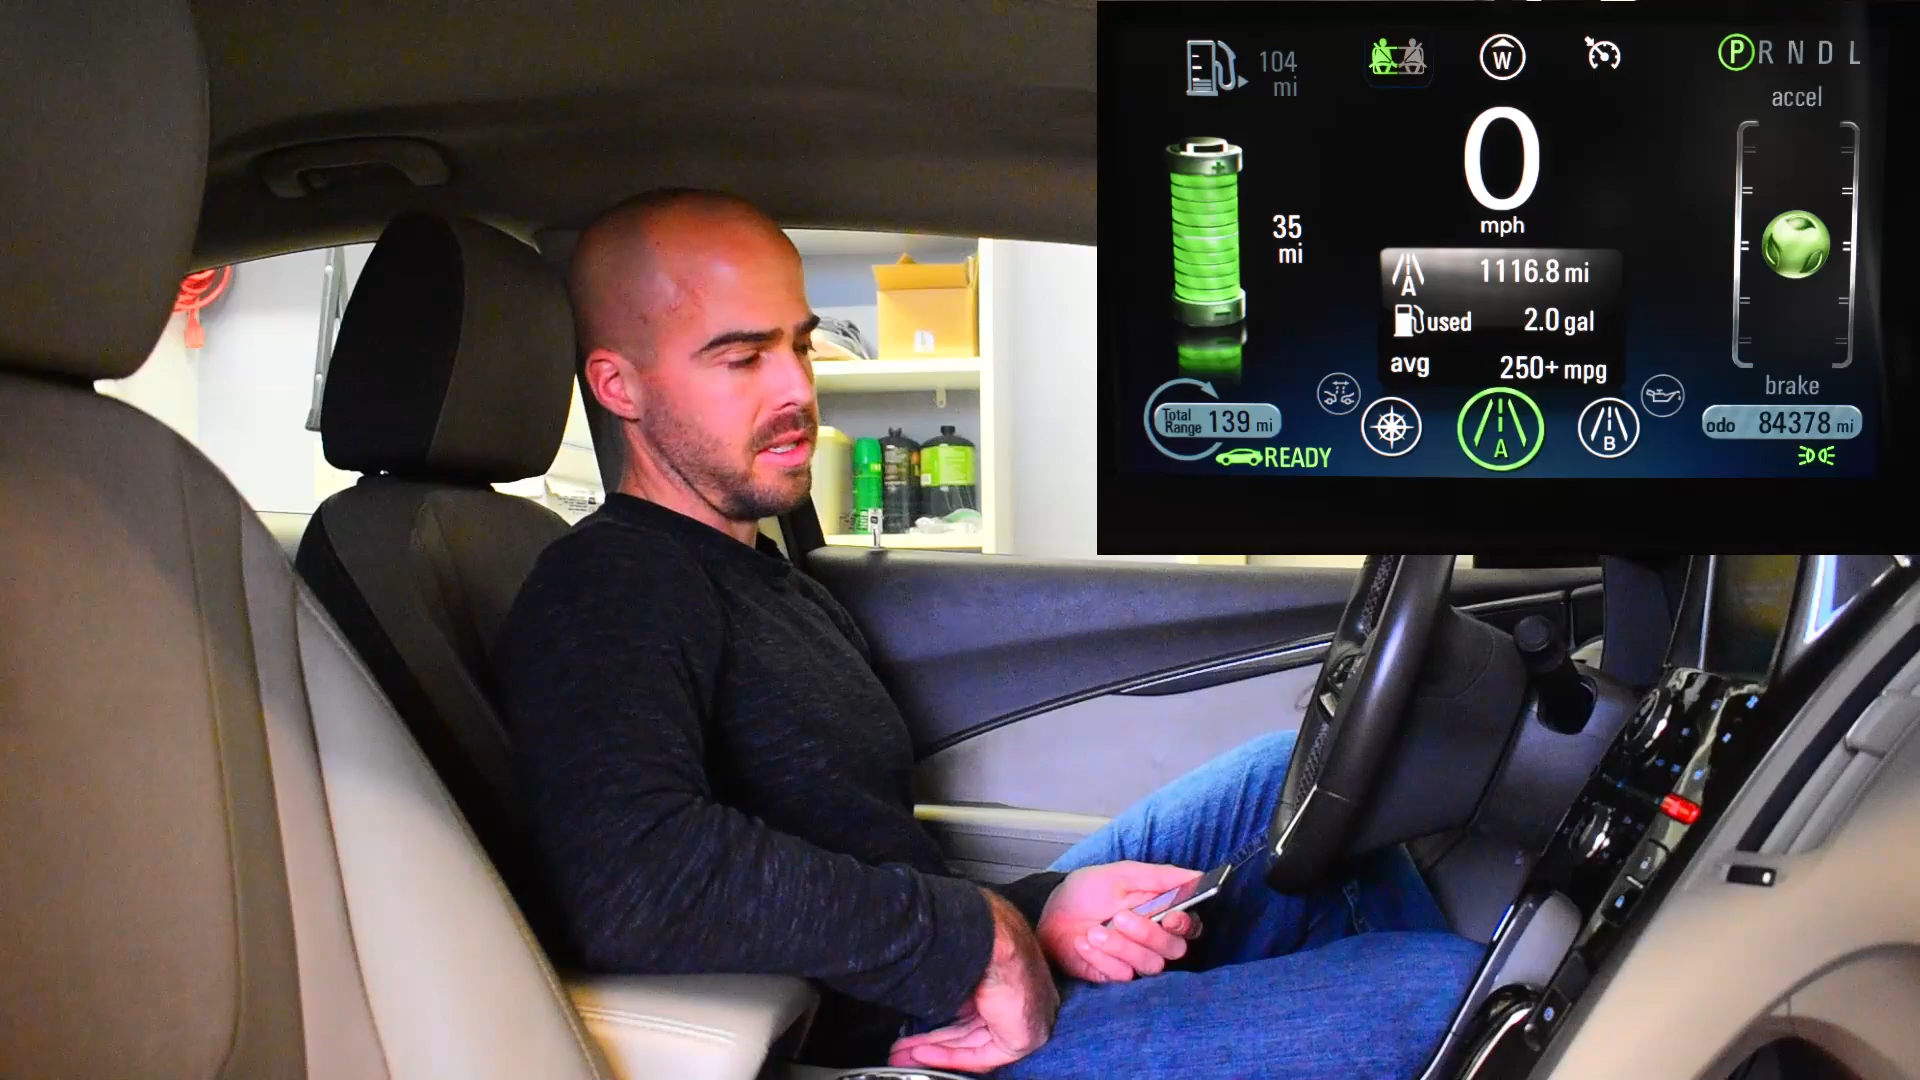 104 mi
W
P R N D L
accel
0 mph
35 mi
A 1116.8 mi
used 2.0 gal
avg 250+ mpg
brake
Total Range 139 mi
A
B
odo 84378 mi
READY